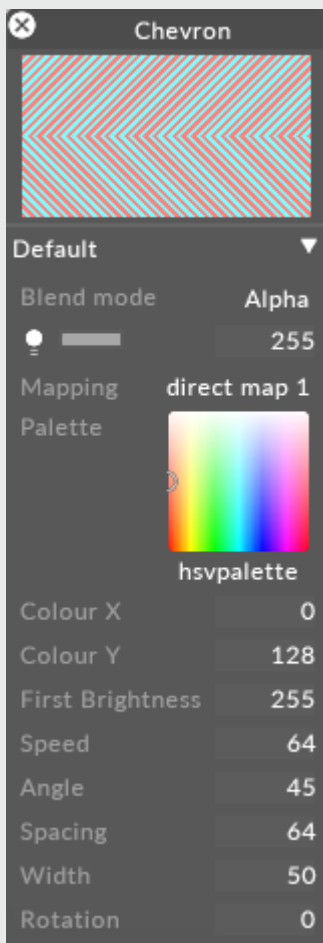 Chevron
Default
Blend mode Alpha
255
Mapping direct map 1
Palette
hsvpalette
Colour X 0
Colour Y 128
First Brightness 255
Speed 64
Angle 45
Spacing 64
Width 50
Rotation 0